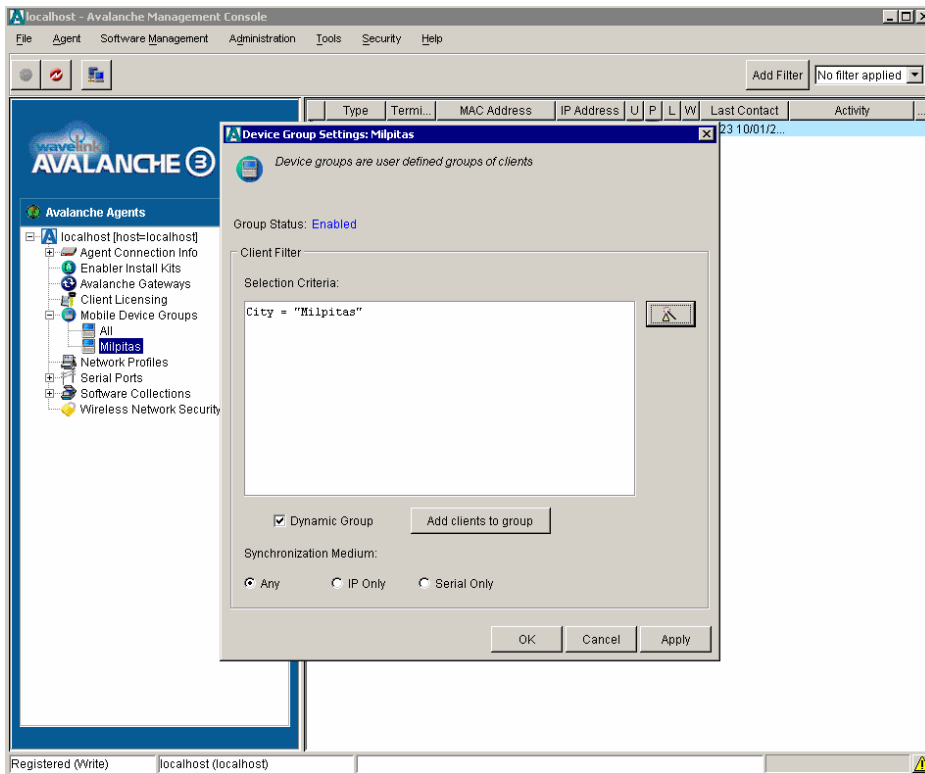 localhost - Avalanche Management Console
File Agent Software Management Administration Tools Security Help
Add Filter No filter applied
Type Termi... MAC Address IP Address U P L W Last Contact Activity ...
23 10/01/2...
wavelink
AVALANCHE 3
Avalanche Agents
localhost [host=localhost]
Agent Connection Info
Enabler Install Kits
Avalanche Gateways
Client Licensing
Mobile Device Groups
All
Milpitas
Network Profiles
Serial Ports
Software Collections
Wireless Network Security
Device Group Settings: Milpitas
Device groups are user defined groups of clients
Group Status: Enabled
Client Filter
Selection Criteria:
City = "Milpitas"
Dynamic Group Add clients to group
Synchronization Medium:
Any IP Only Serial Only
OK Cancel Apply
Registered (Write) localhost (localhost)